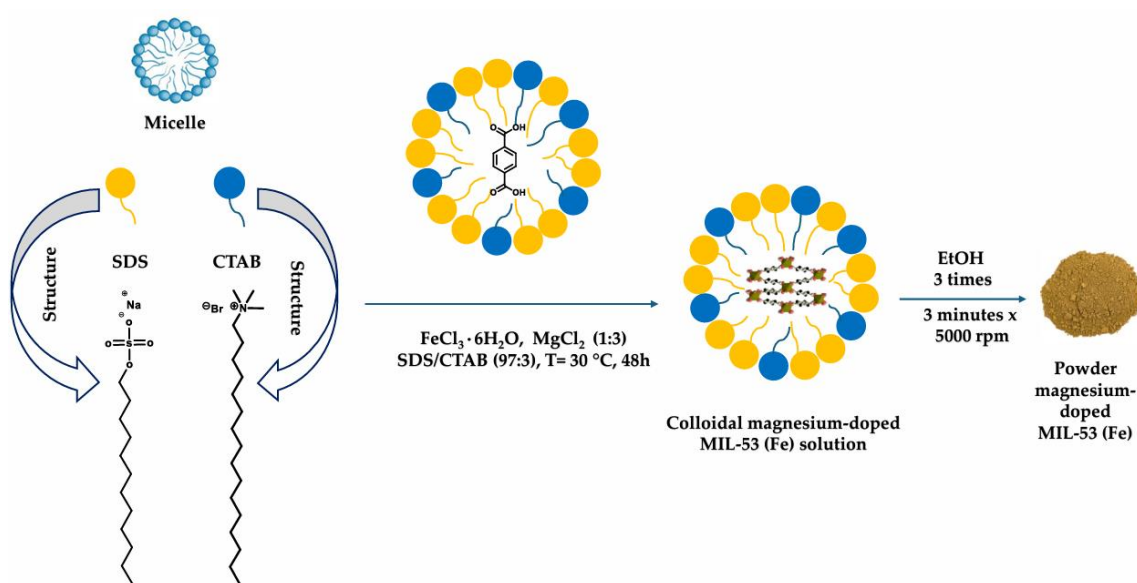 Micelle
SDS
CTAB
Structure
Structure
⊕
Na
⊖
O
O=S=O
O
⊖Br
⊕
N
O
OH
O
OH
FeCl₃·6H₂O, MgCl₂ (1:3)
SDS/CTAB (97:3), T= 30 °C, 48h
Colloidal magnesium-doped
MIL-53 (Fe) solution
EtOH
3 times
3 minutes x
5000 rpm
Powder
magnesium-
doped
MIL-53 (Fe)